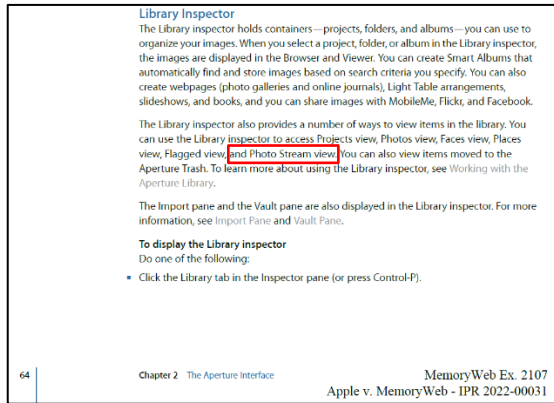 Library Inspector
The Library inspector holds containers—projects, folders, and albums—you can use to
organize your images. When you select a project, folder, or album in the Library inspector,
the images are displayed in the Browser and Viewer. You can create Smart Albums that
automatically find and store images based on search criteria you specify. You can also
create webpages (photo galleries and online journals), Light Table arrangements,
slideshows, and books, and you can share images with MobileMe, Flickr, and Facebook.
The Library inspector also provides a number of ways to view items in the library. You
can use the Library inspector to access Projects view, Photos view, Faces view, Places
view, Flagged view, and Photo Stream view. You can also view items moved to the
Aperture Trash. To learn more about using the Library inspector, see Working with the
Aperture Library.
The Import pane and the Vault pane are also displayed in the Library inspector. For more
information, see Import Pane and Vault Pane.
To display the Library inspector
Do one of the following:
▪ Click the Library tab in the Inspector pane (or press Control-P).
64 Chapter 2 The Aperture Interface
MemoryWeb Ex. 2107
Apple v. MemoryWeb - IPR 2022-00031